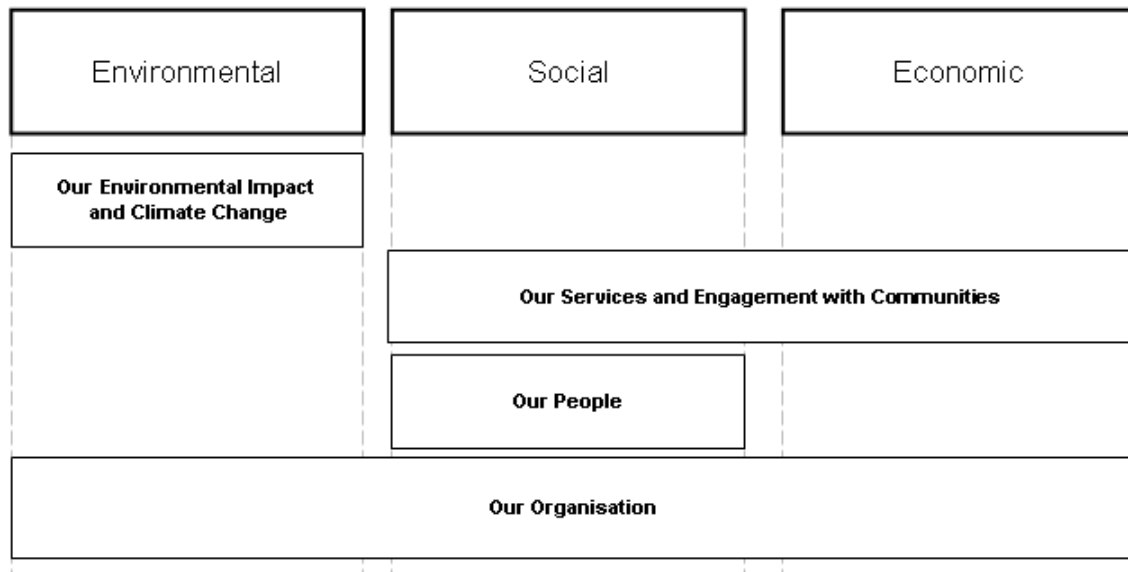 Environmental
Social
Economic
Our Environmental Impact
and Climate Change
Our Services and Engagement with Communities
Our People
Our Organisation